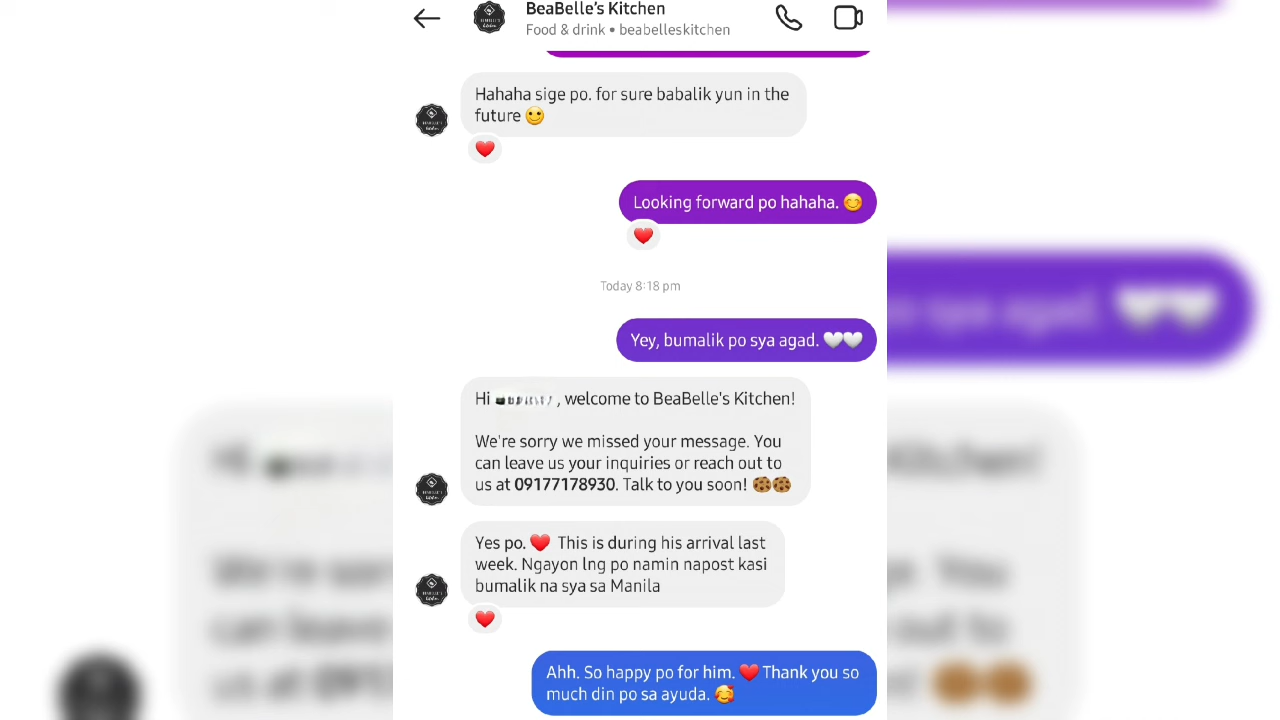 BeaBelle's Kitchen
Food & drink • beabelleskitchen
Hahaha sige po. for sure babalik yun in the
future 🙂
❤️
Looking forward po hahaha. 😊
❤️
Today 8:18 pm
Yey, bumalik po sya agad. 🤍🤍
Hi , welcome to BeaBelle's Kitchen!
We're sorry we missed your message. You
can leave us your inquiries or reach out to
us at 09177178930. Talk to you soon! 🍪🍪
Yes po. ❤️ This is during his arrival last
week. Ngayon lng po namin napost kasi
bumalik na sya sa Manila
❤️
Ahh. So happy po for him. ❤️Thank you so
much din po sa ayuda. 🥰